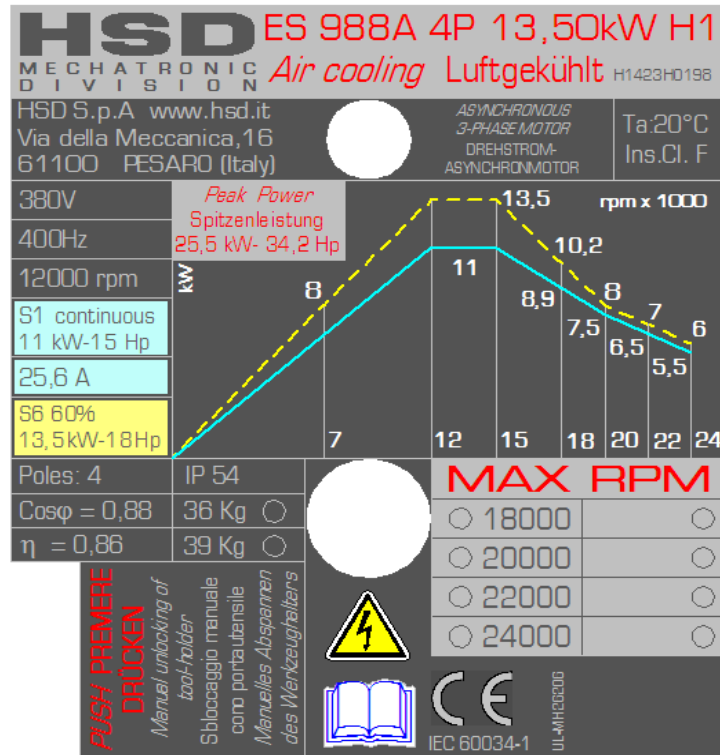 HSD ES 988A 4P 13,50kW H1
MECHATRONIC Air cooling Luftgekühlt H1423H0198
DIVISION
HSD S.p.A www.hsd.it
Via della Meccanica,16
61100 PESARO (Italy)
ASYNCHRONOUS
3-PHASE MOTOR
DREHSTROM-
ASYNCHRONMOTOR
Ta:20°C
Ins.Cl. F
380V
400Hz
12000 rpm
S1 continuous
11 kW-15 Hp
25,6 A
S6 60%
13,5kW-18Hp
Peak Power
Spitzenleistung
25,5 kW- 34,2 Hp
kW
rpm x 1000
8
13,5
10,2
8
7
6
11
8,9
7,5
6,5
5,5
7
12
15
18
20
22
24
Poles: 4
IP 54
Cosφ = 0,88
36 Kg
η = 0,86
39 Kg
MAX RPM
18000
20000
22000
24000
PUSH PREMERE
DRÜCKEN
Manual unlocking of
tool-holder
Sbloccaggio manuale
cono portautensile
Manuelles Abspannen
des Werkzeughalters
CE
IEC 60034-1
UL-MH26206